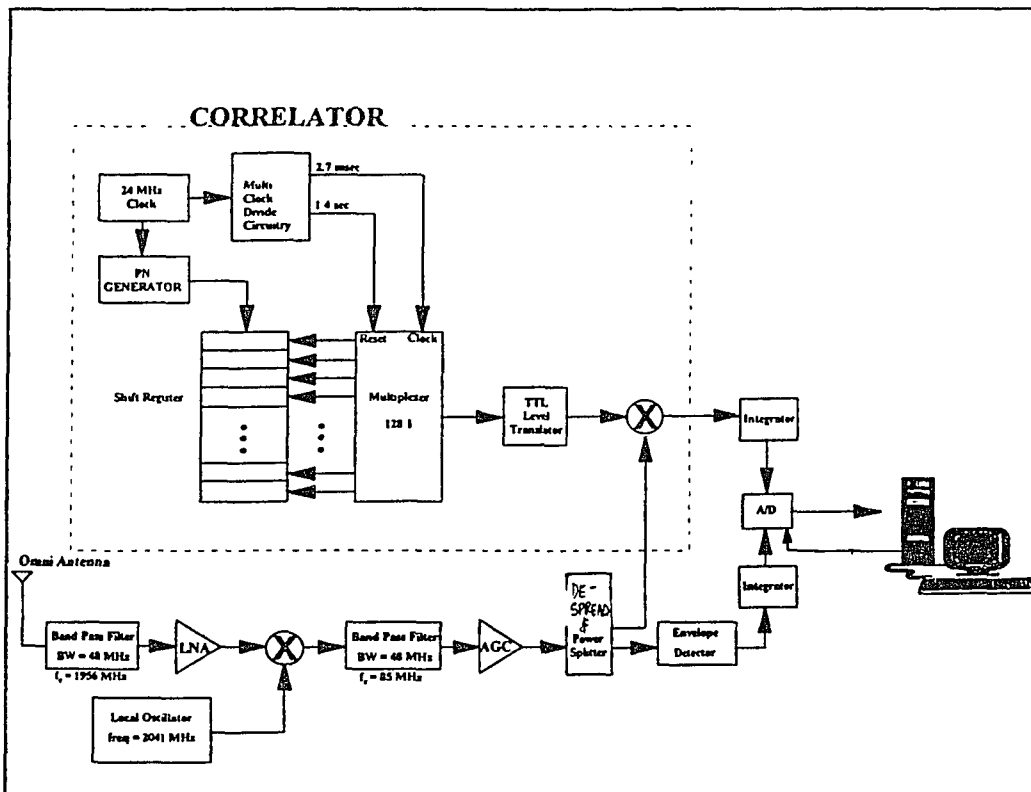 CORRELATOR
24 MHz
Clock
Multi
Clock
Divide
Circuitry
2.7 msec
1.4 sec
PN
GENERATOR
Reset Clock
Shift Register
Multiplexer
128:1
TTL
Level
Translator
X
Integrator
A/D
Integrator
Omni Antenna
DE-
SPREAD
Power
Splitter
Band Pass Filter
BW = 48 MHz
LNA
X
Band Pass Filter
BW = 48 MHz
AGC
Envelope
Detector
= 1956 MHz
= 85 MHz
Local Oscillator
freq = 2041 MHz